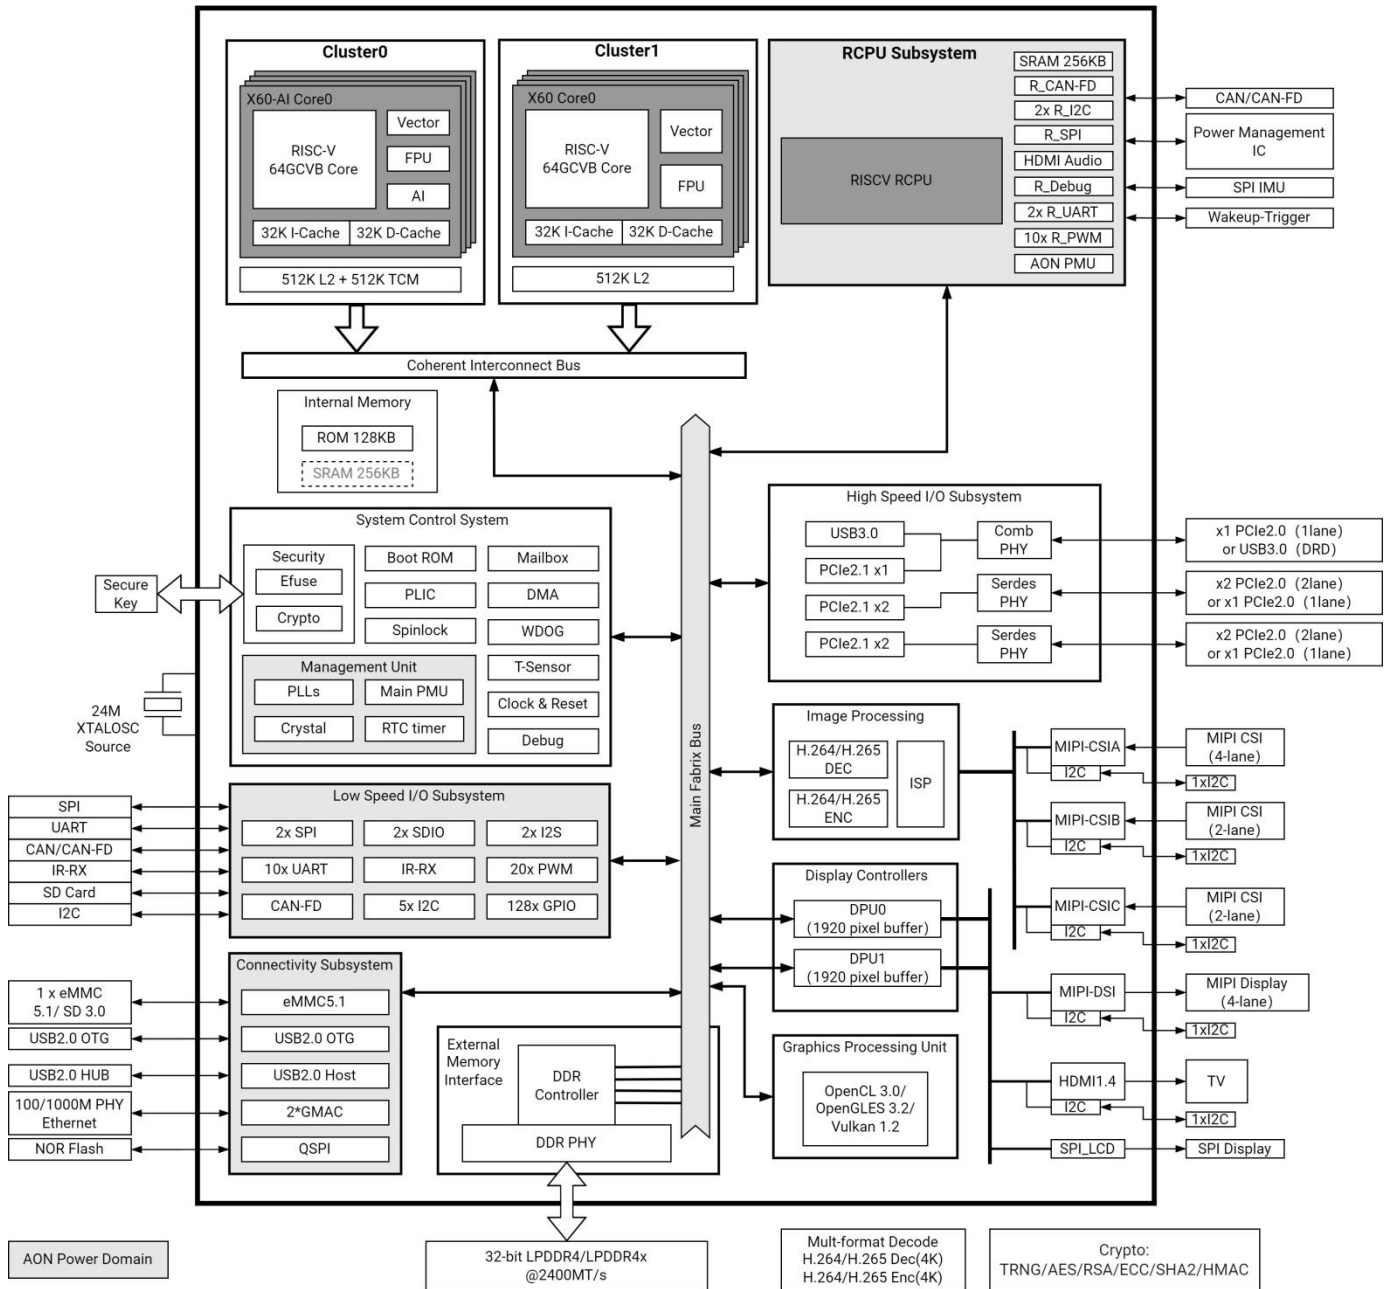 Cluster0
X60-AI Core0
RISC-V
64GCVB Core
Vector
FPU
AI
32K I-Cache
32K D-Cache
512K L2 + 512K TCM
Cluster1
X60 Core0
RISC-V
64GCVB Core
Vector
FPU
32K I-Cache
32K D-Cache
512K L2
RCPU Subsystem
RISCV RCPU
SRAM 256KB
R_CAN-FD
2x R_I2C
R_SPI
HDMI Audio
R_Debug
2x R_UART
10x R_PWM
AON PMU
CAN/CAN-FD
Power Management
IC
SPI IMU
Wakeup-Trigger
Coherent Interconnect Bus
Internal Memory
ROM 128KB
SRAM 256KB
Main Fabrix Bus
System Control System
Security
Efuse
Crypto
Boot ROM
PLIC
Spinlock
Mailbox
DMA
WDOG
T-Sensor
Clock & Reset
Debug
Management Unit
PLLs
Main PMU
Crystal
RTC timer
Secure
Key
24M
XTALOSC
Source
High Speed I/O Subsystem
USB3.0
PCIe2.1 x1
PCIe2.1 x2
PCIe2.1 x2
Comb
PHY
Serdes
PHY
Serdes
PHY
x1 PCIe2.0 (1lane)
or USB3.0 (DRD)
x2 PCIe2.0 (2lane)
or x1 PCIe2.0 (1lane)
x2 PCIe2.0 (2lane)
or x1 PCIe2.0 (1lane)
Image Processing
H.264/H.265
DEC
H.264/H.265
ENC
ISP
MIPI-CSIA
I2C
MIPI CSI
(4-lane)
1xI2C
MIPI-CSIB
I2C
MIPI CSI
(2-lane)
1xI2C
MIPI-CSIC
I2C
MIPI CSI
(2-lane)
1xI2C
Low Speed I/O Subsystem
2x SPI
2x SDIO
2x I2S
10x UART
IR-RX
20x PWM
CAN-FD
5x I2C
128x GPIO
SPI
UART
CAN/CAN-FD
IR-RX
SD Card
I2C
Display Controllers
DPU0
(1920 pixel buffer)
DPU1
(1920 pixel buffer)
MIPI-DSI
I2C
MIPI Display
(4-lane)
1xI2C
HDMI1.4
I2C
TV
1xI2C
SPI_LCD
SPI Display
Connectivity Subsystem
eMMC5.1
USB2.0 OTG
USB2.0 Host
2*GMAC
QSPI
1 x eMMC
5.1/ SD 3.0
USB2.0 OTG
USB2.0 HUB
100/1000M PHY
Ethernet
NOR Flash
External
Memory
Interface
DDR
Controller
DDR PHY
Graphics Processing Unit
OpenCL 3.0/
OpenGLES 3.2/
Vulkan 1.2
AON Power Domain
32-bit LPDDR4/LPDDR4x
@2400MT/s
Mult-format Decode
H.264/H.265 Dec(4K)
H.264/H.265 Enc(4K)
Crypto:
TRNG/AES/RSA/ECC/SHA2/HMAC